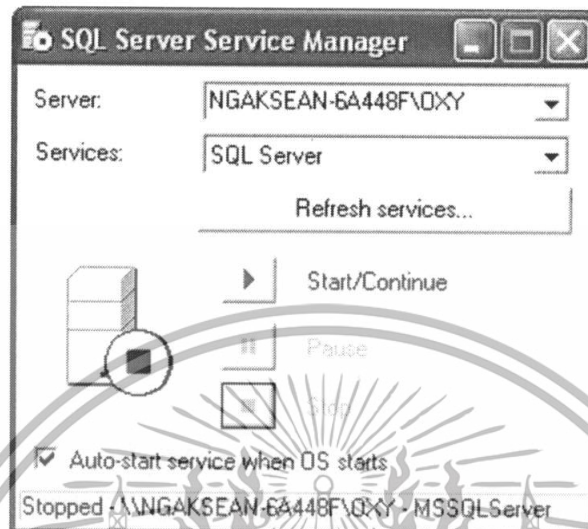 SQL Server Service Manager
Server: NGAKSEAN-6A448F\OXY
Services: SQL Server
Refresh services...
Start/Continue
Pause
Stop
Auto-start service when OS starts
Stopped - \\NGAKSEAN-6A448F\OXY - MSSQLServer